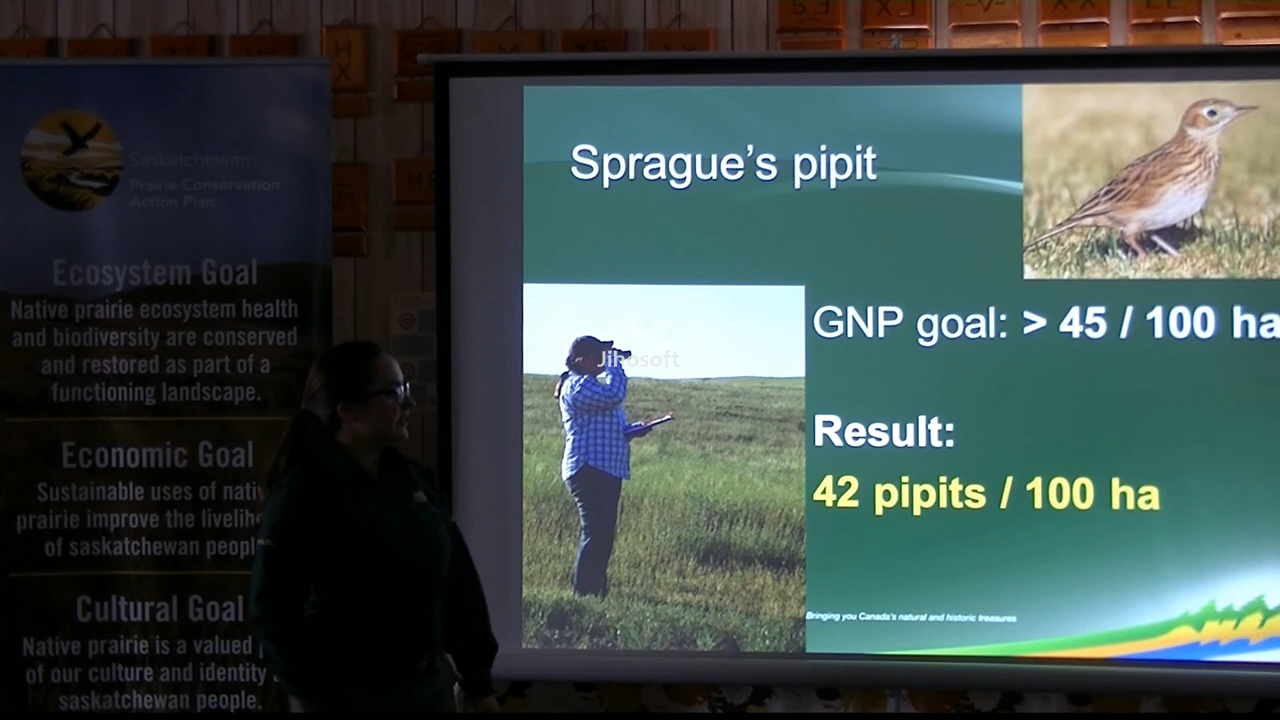 Saskatchewan
Prairie Conservation
Action Plan
Ecosystem Goal
Native prairie ecosystem health
and biodiversity are conserved
and restored as part of a
functioning landscape.
Economic Goal
Sustainable uses of nati
prairie improve the livelih
of saskatchewan peopl
Cultural Goal
Native prairie is a valued
of our culture and identity
saskatchewan people.
Sprague's pipit
GNP goal: > 45 / 100 ha
Result:
42 pipits / 100 ha
Bringing you Canada's natural and historic treasures
Jihosoft